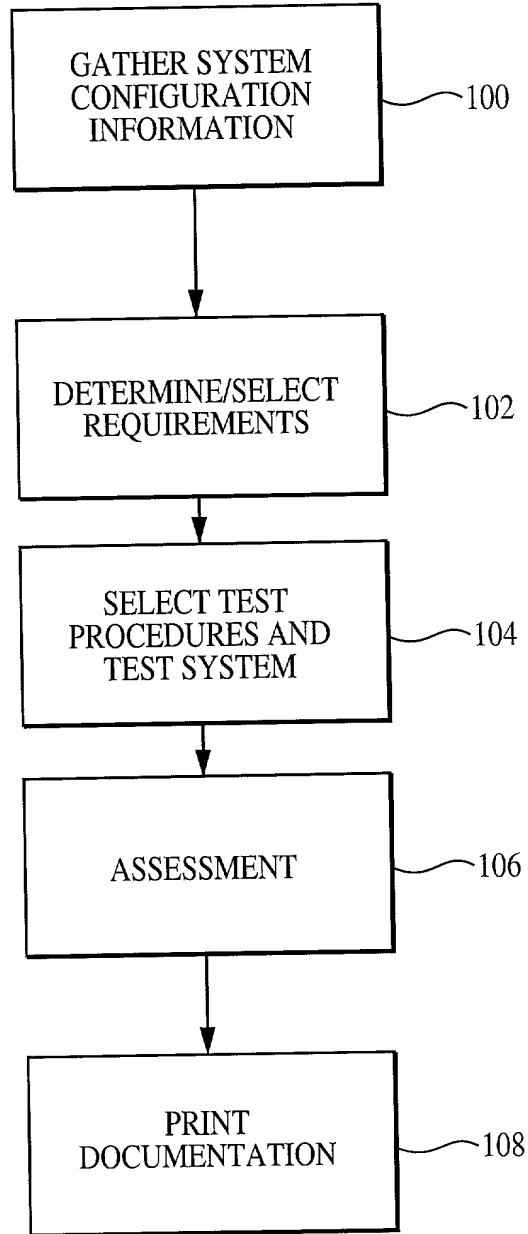 GATHER SYSTEM
CONFIGURATION
INFORMATION
100
DETERMINE/SELECT
REQUIREMENTS
102
SELECT TEST
PROCEDURES AND
TEST SYSTEM
104
ASSESSMENT
106
PRINT
DOCUMENTATION
108